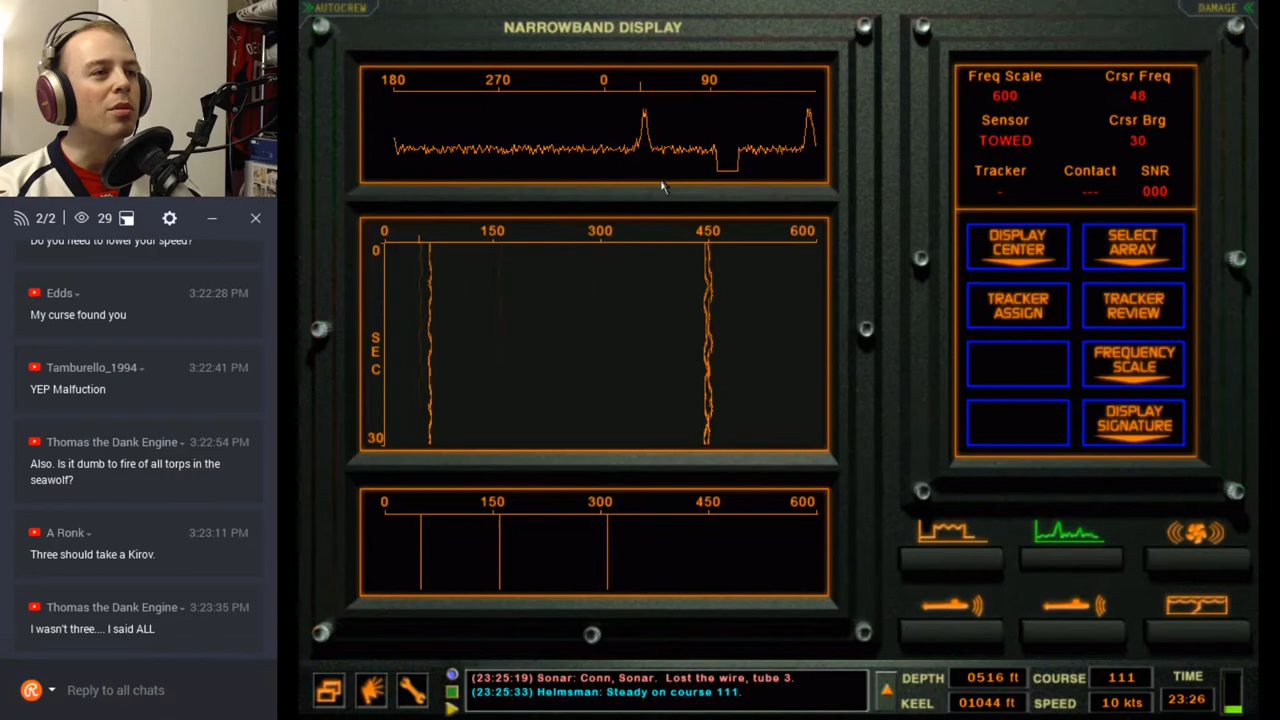 AUTOCREW
DAMAGE
NARROWBAND DISPLAY
180 270 0 90
Freq Scale Crsr Freq
600 48
Sensor Crsr Brg
TOWED 30
Tracker Contact SNR
- --- 000
2/2 29
Do you need to lower your speed?
Edds 3:22:28 PM
My curse found you
Tamburello_1994 3:22:41 PM
YEP Malfuction
Thomas the Dank Engine 3:22:54 PM
Also. Is it dumb to fire of all torps in the
seawolf?
A Ronk 3:23:11 PM
Three should take a Kirov.
Thomas the Dank Engine 3:23:35 PM
I wasn't three.... I said ALL
Reply to all chats
0 150 300 450 600
0
SEC
30
0 150 300 450 600
DISPLAY
CENTER
SELECT
ARRAY
TRACKER
ASSIGN
TRACKER
REVIEW
FREQUENCY
SCALE
DISPLAY
SIGNATURE
(23:25:19) Sonar: Conn, Sonar. Lost the wire, tube 3.
(23:25:33) Helmsman: Steady on course 111.
DEPTH 0516 ft COURSE 111 TIME
KEEL 01044 ft SPEED 10 kts 23:26